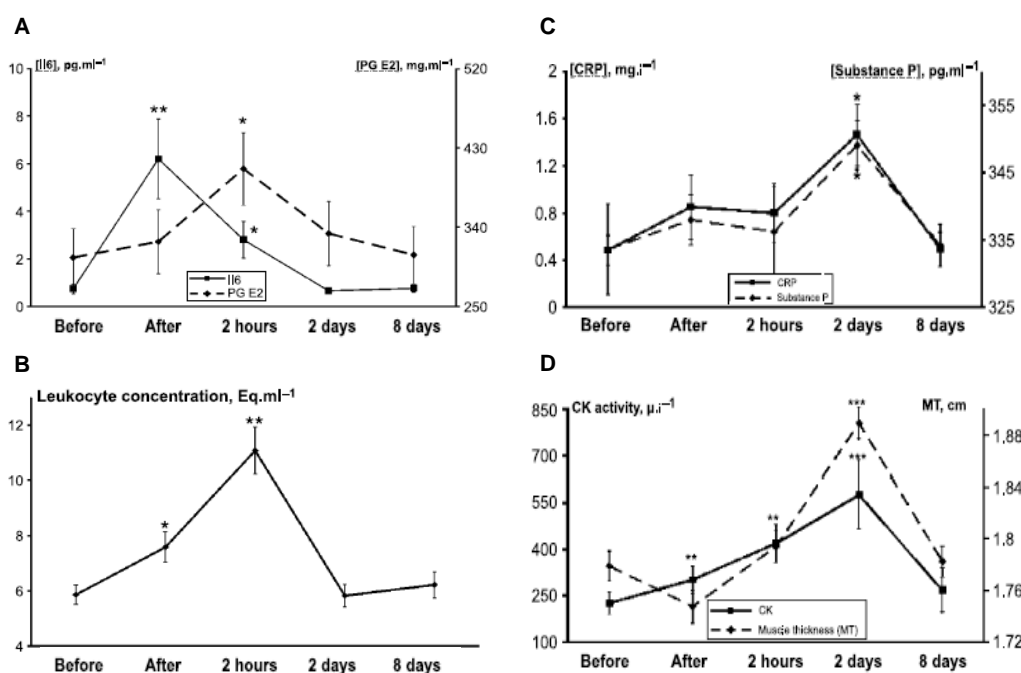 A
[Il6], pg.ml–1 [PG E2], mg,ml–1
10 520
8 430
6
4 340
2
0 250
** * *
Il6
PG E2
Before After 2 hours 2 days 8 days
B
Leukocyte concentration, Eq.ml–1
12
10
8
6
4
* **
Before After 2 hours 2 days 8 days
C
[CRP] mg.i–1 [Substance P], pg,ml–1
2 355
1.6
1.2 345
0.8 335
0.4
0 325
* *
CRP
Substance P
Before After 2 hours 2 days 8 days
D
CK activity, µ.i–1 MT, cm
850 1,88
700 1,84
550 1,8
400 1,76
250
100 1.72
** ** *** ***
CK
Muscle thickness (MT)
Before After 2 hours 2 days 8 days